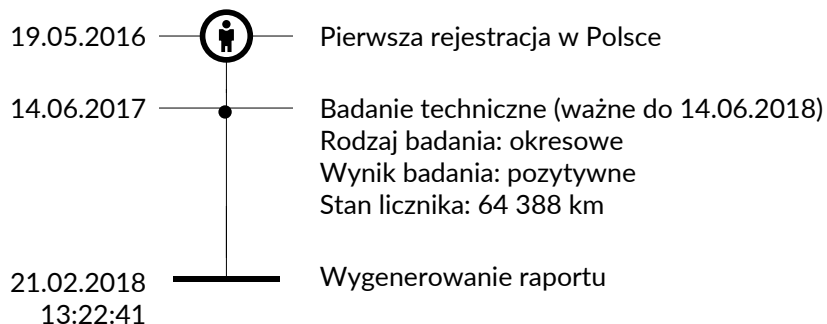 19.05.2016 Pierwsza rejestracja w Polsce
14.06.2017 Badanie techniczne (ważne do 14.06.2018)
Rodzaj badania: okresowe
Wynik badania: pozytywne
Stan licznika: 64 388 km
21.02.2018 Wygenerowanie raportu
13:22:41